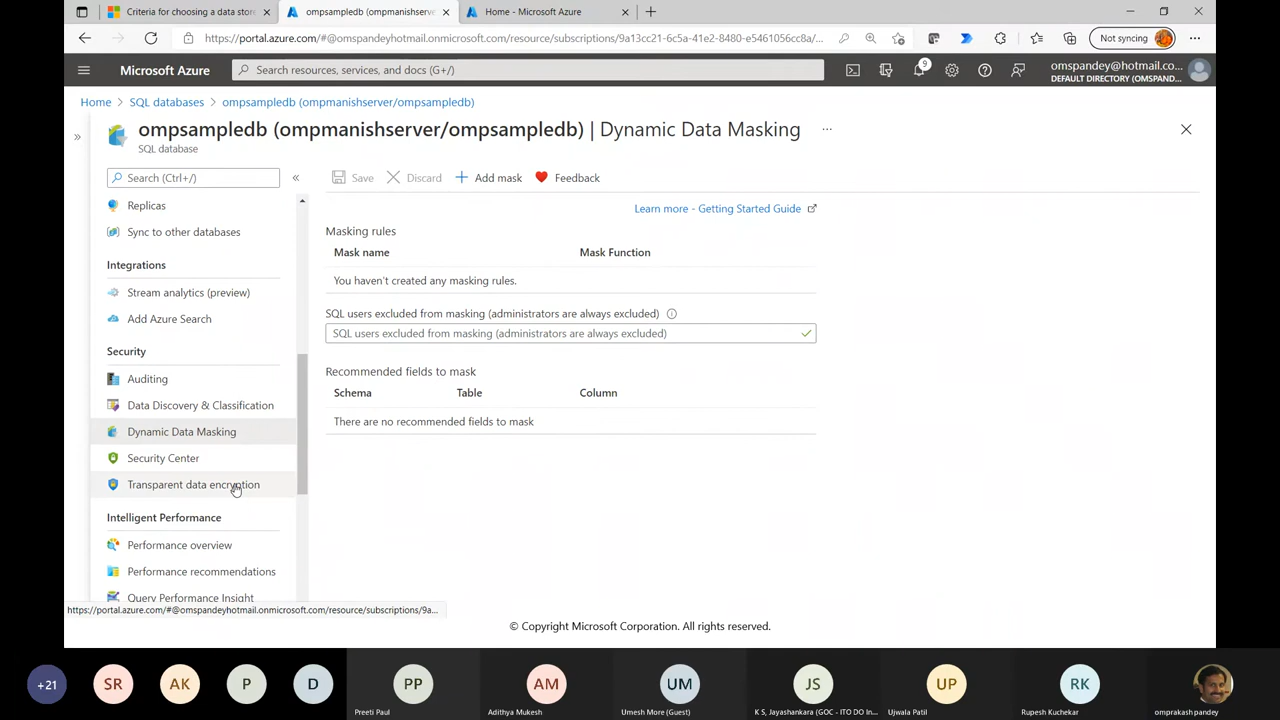 Criteria for choosing a data stor
ompsampledb (ompmanishserve
Home - Microsoft Azure
https://portal.azure.com/#@omspandeyhotmail.onmicrosoft.com/resource/subscriptions/9a13cc21-6c5a-41e2-8480-e5461056cc8a/...
Not syncing
Microsoft Azure
Search resources, services, and docs (G+/)
9
omspandey@hotmail.co...
DEFAULT DIRECTORY (OMSPAND...
Home > SQL databases > ompsampledb (ompmanishserver/ompsampledb)
ompsampledb (ompmanishserver/ompsampledb) | Dynamic Data Masking ...
SQL database
Search (Ctrl+/)
Replicas
Sync to other databases
Integrations
Stream analytics (preview)
Add Azure Search
Security
Auditing
Data Discovery & Classification
Dynamic Data Masking
Security Center
Transparent data encryption
Intelligent Performance
Performance overview
Performance recommendations
Query Performance Insight
Save Discard Add mask Feedback
Learn more - Getting Started Guide
Masking rules
Mask name Mask Function
You haven't created any masking rules.
SQL users excluded from masking (administrators are always excluded)
SQL users excluded from masking (administrators are always excluded)
Recommended fields to mask
Schema Table Column
There are no recommended fields to mask
https://portal.azure.com/#@omspandeyhotmail.onmicrosoft.com/resource/subscriptions/9a...
© Copyright Microsoft Corporation. All rights reserved.
+21 SR AK P D PP AM UM JS UP RK
Preeti Paul
Adithya Mukesh
Umesh More (Guest)
K S, Jayashankara (GOC - ITO DO In...
Ujwala Patil
Rupesh Kuchekar
omprakash pandey